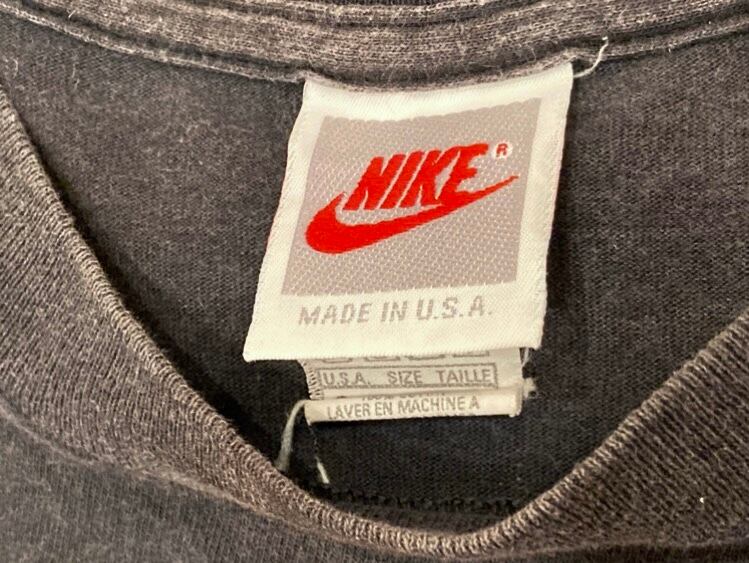 NIKE ®
MADE IN U.S.A.
U.S.A. SIZE TAILLE
LAVER EN MACHINE A